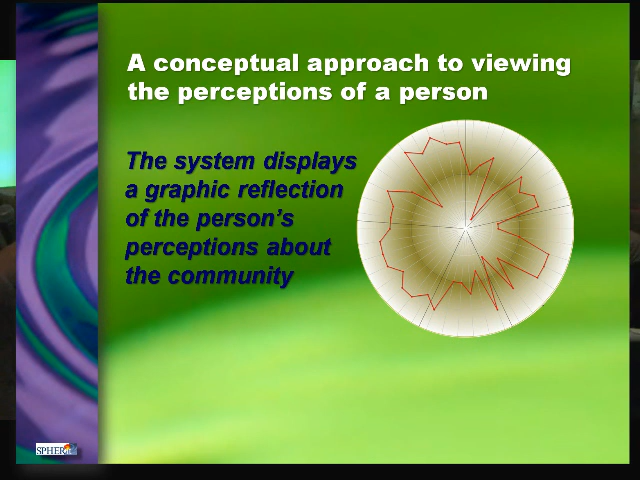 A conceptual approach to viewing
the perceptions of a person
The system displays
a graphic reflection
of the person's
perceptions about
the community